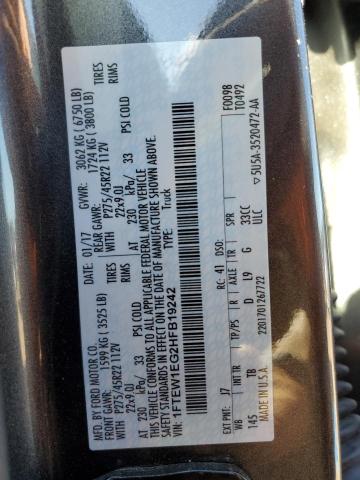 MFD. BY FORD MOTOR CO.
DATE: 01/17 GVWR: 3062 KG ( 6750 LB)
FRONT GAWR: 1599 KG ( 3525 LB) REAR GAWR: 1724 KG ( 3800 LB)
P275/45R22 112V TIRES P275/45R22 112V TIRES
22x9.0J RIMS 22x9.0J RIMS
AT 230 kPa/ 33 PSI COLD AT 230 kPa/ 33 PSI COLD
THIS VEHICLE CONFORMS TO ALL APPLICABLE FEDERAL MOTOR VEHICLE
SAFETY STANDARDS IN EFFECT ON THE DATE OF MANUFACTURE SHOWN ABOVE.
VIN: 1FTEW1EG2HFB19242
TYPE: Truck
F0098
T0492
EXT PNT: J7 RC: 41 DSO:
WB INT TR TP/PS R AXLE TR SPR
145 TB D L9 G 33CC
ULC
MADE IN U.S.A.
2201701267722
5U5A-3520472-AA